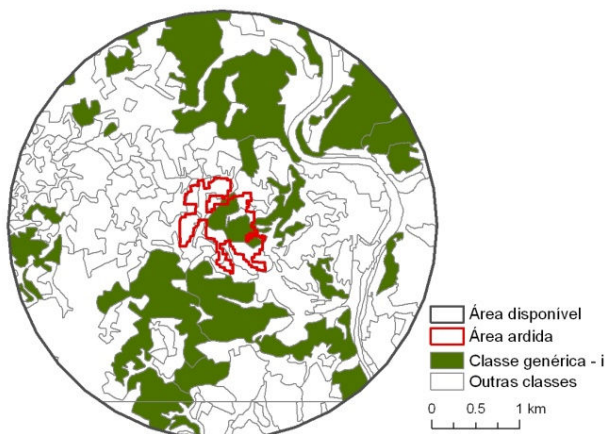 Área disponível
Área ardida
Classe genérica - i
Outras classes
0 0.5 1 km